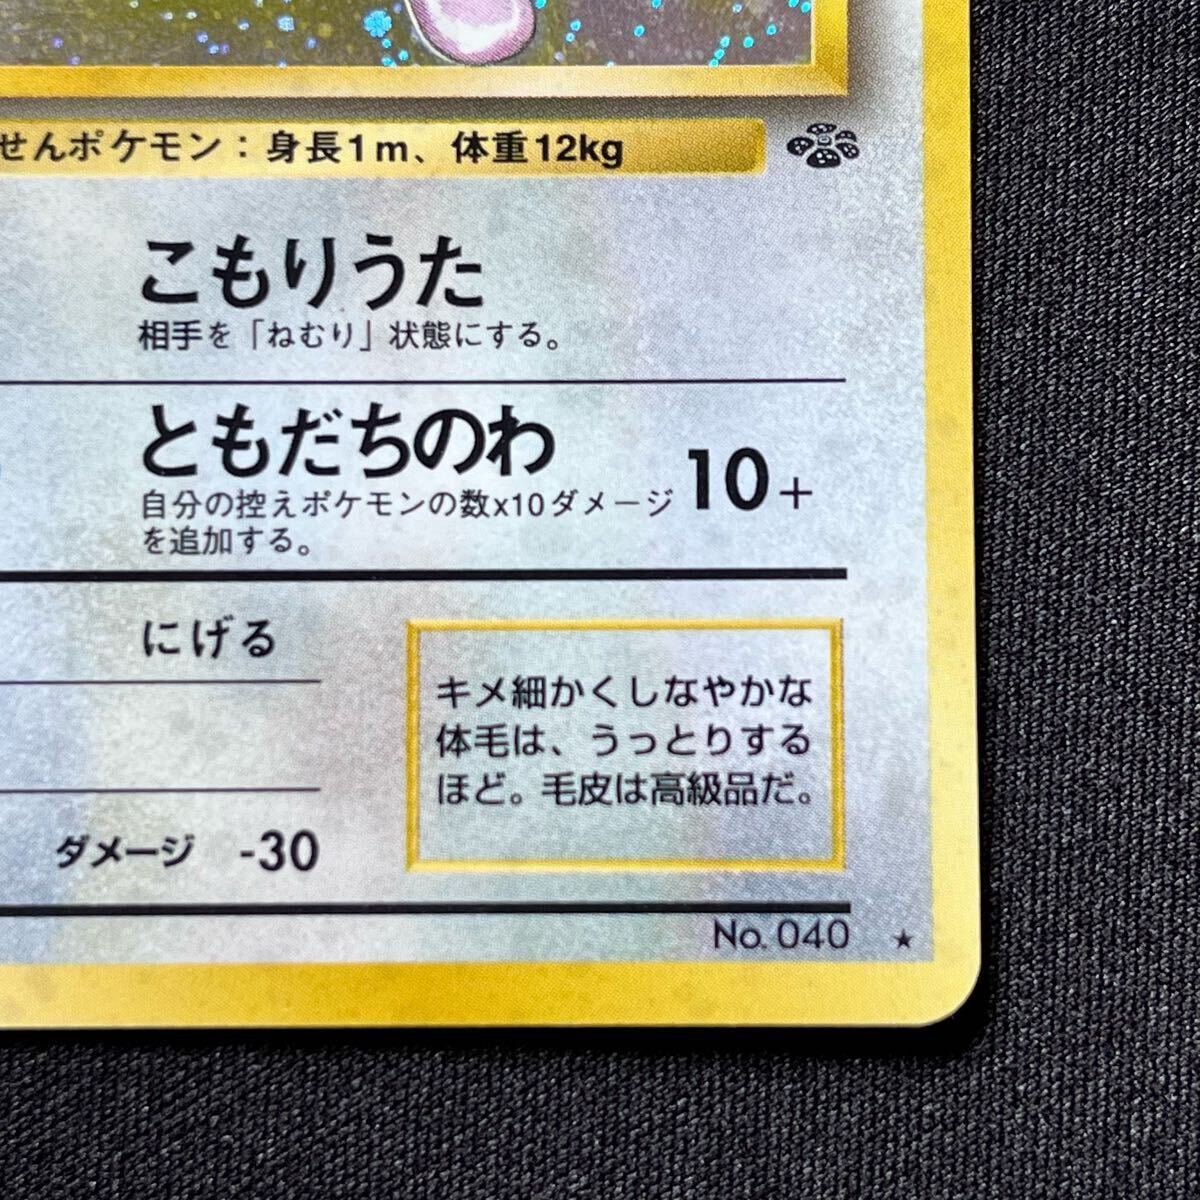 せんポケモン：身長1m、体重12kg
こもりうた
相手を「ねむり」状態にする。
ともだちのわ
10+
自分の控えポケモンの数x10ダメージ
を追加する。
にげる
キメ細かくしなやかな
体毛は、うっとりする
ほど。毛皮は高級品だ。
ダメージ -30
No. 040 ★